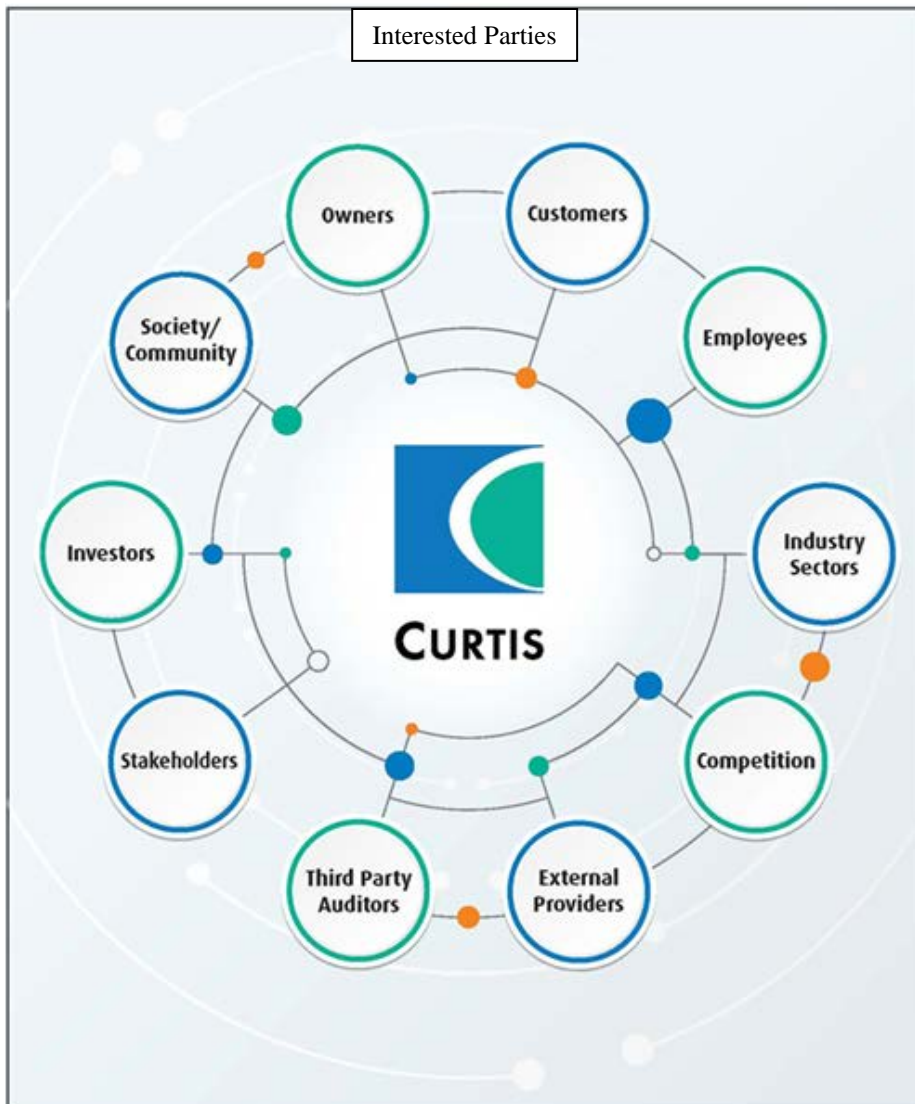 Interested Parties
Owners
Customers
Society/
Community
Employees
Investors
Industry
Sectors
CURTIS
Stakeholders
Competition
Third Party
Auditors
External
Providers